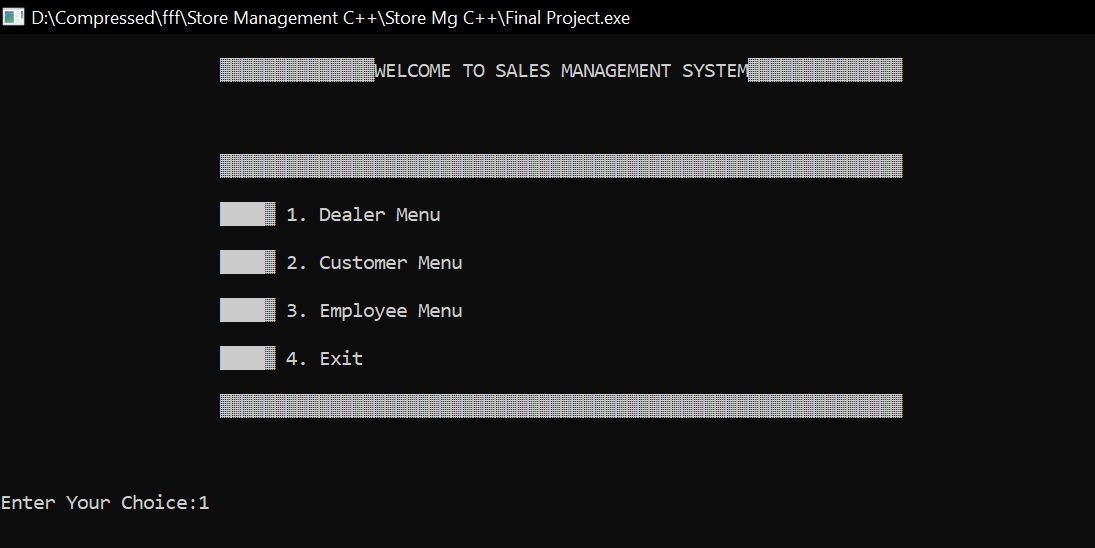 D:\Compressed\fff\Store Management C++\Store Mg C++\Final Project.exe
WELCOME TO SALES MANAGEMENT SYSTEM
1. Dealer Menu
2. Customer Menu
3. Employee Menu
4. Exit
Enter Your Choice:1